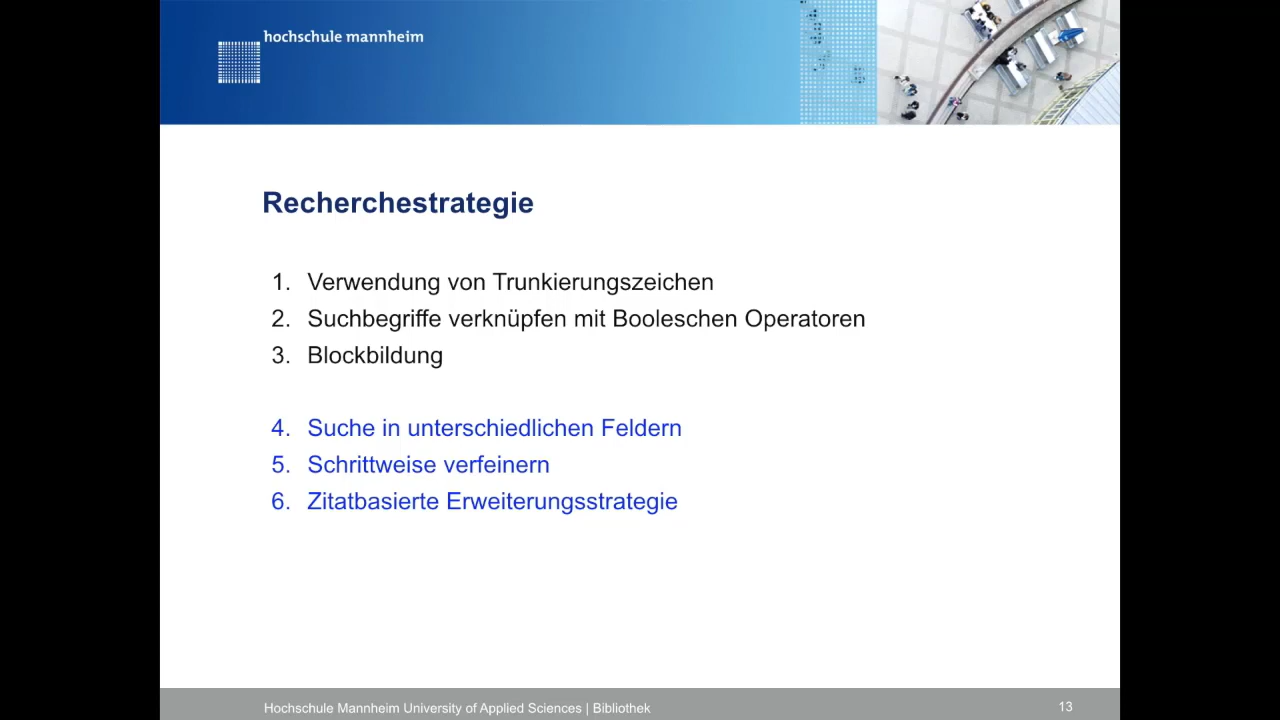 hochschule mannheim
Recherchestrategie
1. Verwendung von Trunkierungszeichen
2. Suchbegriffe verknüpfen mit Booleschen Operatoren
3. Blockbildung
4. Suche in unterschiedlichen Feldern
5. Schrittweise verfeinern
6. Zitatbasierte Erweiterungsstrategie
Hochschule Mannheim University of Applied Sciences | Bibliothek 13